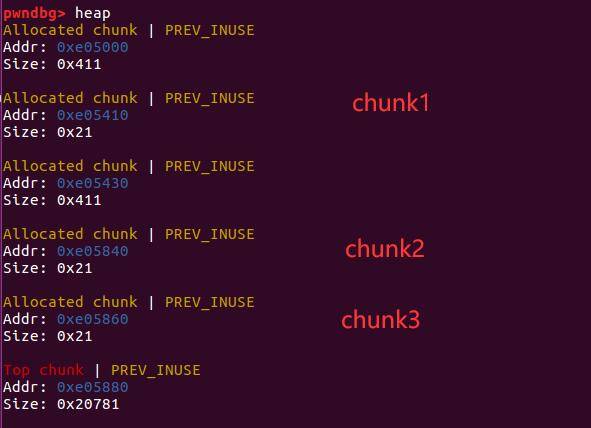 pwndbg> heap
Allocated chunk | PREV_INUSE
Addr: 0xe05000
Size: 0x411
Allocated chunk | PREV_INUSE
chunk1
Addr: 0xe05410
Size: 0x21
Allocated chunk | PREV_INUSE
Addr: 0xe05430
Size: 0x411
Allocated chunk | PREV_INUSE
chunk2
Addr: 0xe05840
Size: 0x21
Allocated chunk | PREV_INUSE
Addr: 0xe05860
chunk3
Size: 0x21
Top chunk | PREV_INUSE
Addr: 0xe05880
Size: 0x20781